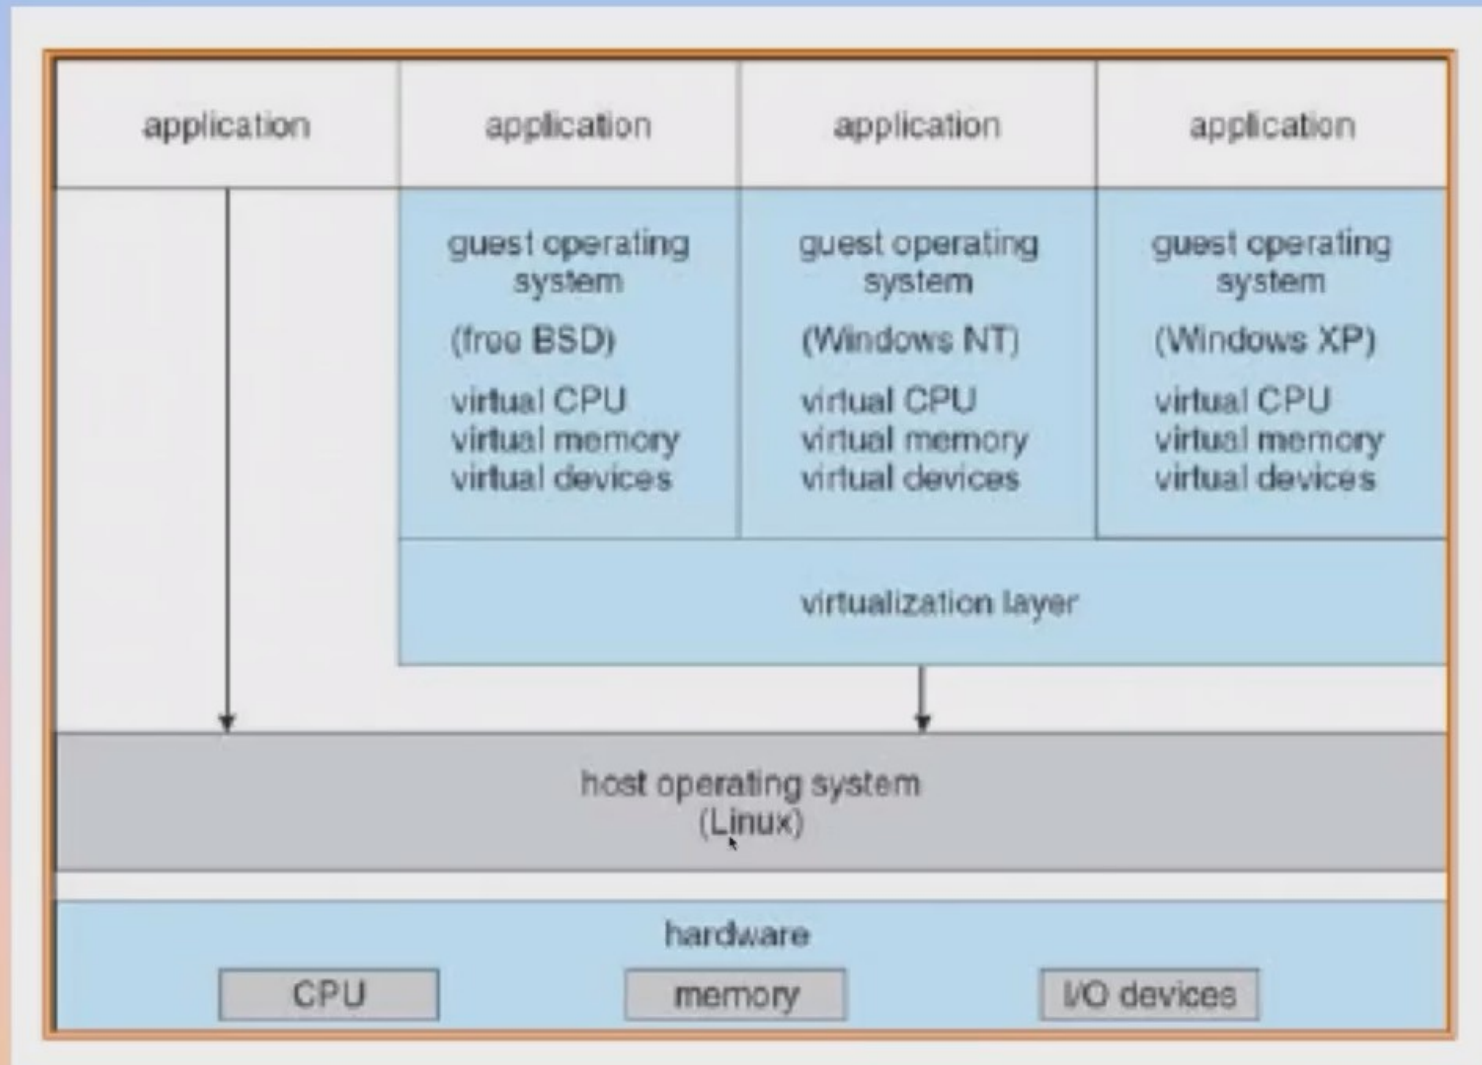 application
application
application
application
guest operating
system
(free BSD)
virtual CPU
virtual memory
virtual devices
guest operating
system
(Windows NT)
virtual CPU
virtual memory
virtual devices
guest operating
system
(Windows XP)
virtual CPU
virtual memory
virtual devices
virtualization layer
host operating system
(Linux)
hardware
CPU
memory
I/O devices